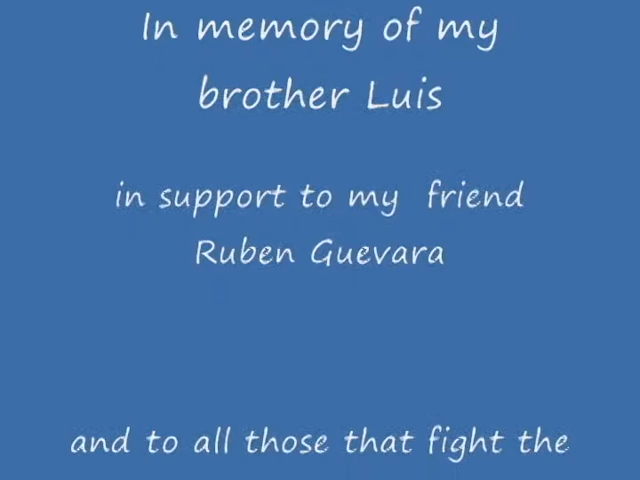 In memory of my
brother Luis
in support to my friend
Ruben Guevara
and to all those that fight the